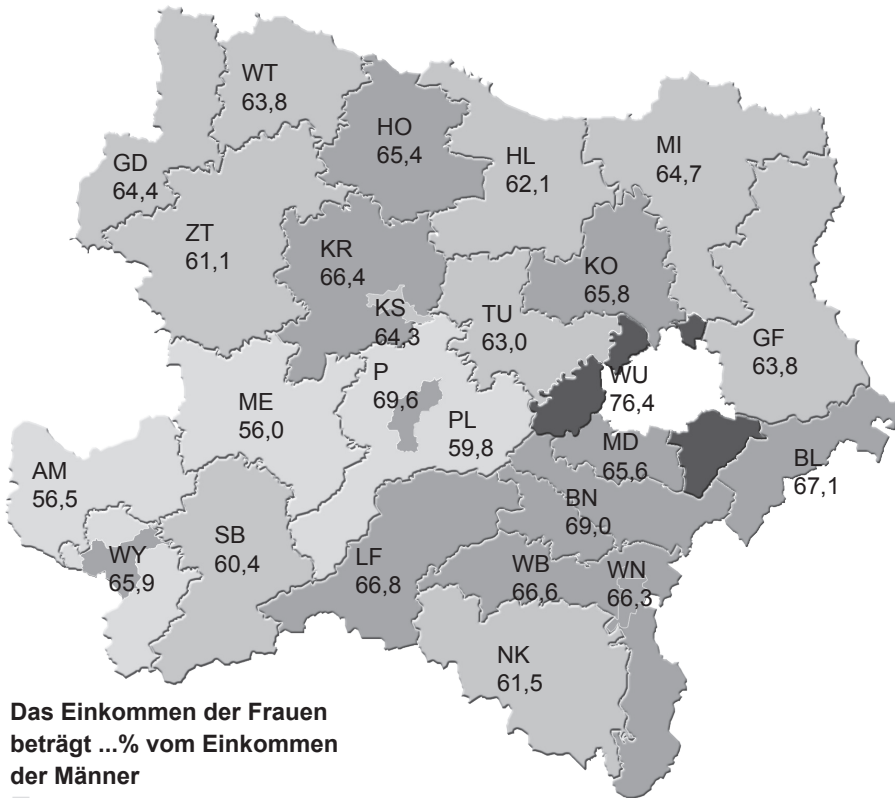 WT
63,8
HO
65,4
HL
62,1
MI
64,7
GD
64,4
ZT
61,1
KR
66,4
KO
65,8
KS
64,3
TU
63,0
GF
63,8
P
69,6
WU
76,4
ME
56,0
PL
59,8
MD
65,6
BL
67,1
AM
56,5
BN
69,0
WY
65,9
SB
60,4
LF
66,8
WB
66,6
WN
66,3
NK
61,5
Das Einkommen der Frauen
beträgt ...% vom Einkommen
der Männer